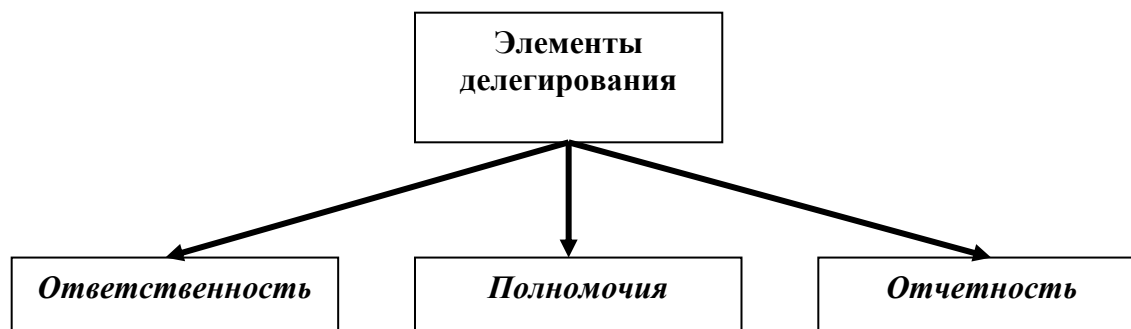 Элементы
делегирования
Ответственность
Полномочия
Отчетность